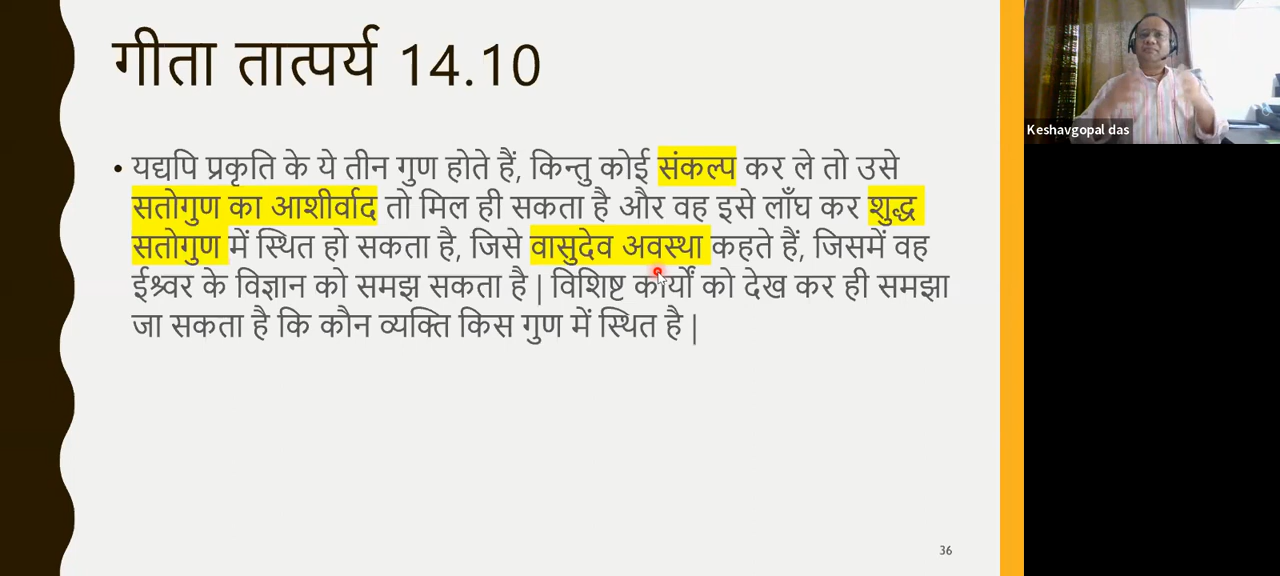 गीता तात्पर्य 14.10
• यद्यपि प्रकृति के ये तीन गुण होते हैं, किन्तु कोई संकल्प कर ले तो उसे
सतोगुण का आशीर्वाद तो मिल ही सकता है और वह इसे लाँघ कर शुद्ध
सतोगुण में स्थित हो सकता है, जिसे वासुदेव अवस्था कहते हैं, जिसमें वह
ईश्र्वर के विज्ञान को समझ सकता है | विशिष्ट कार्यों को देख कर ही समझा
जा सकता है कि कौन व्यक्ति किस गुण में स्थित है |
36
Keshavgopal das